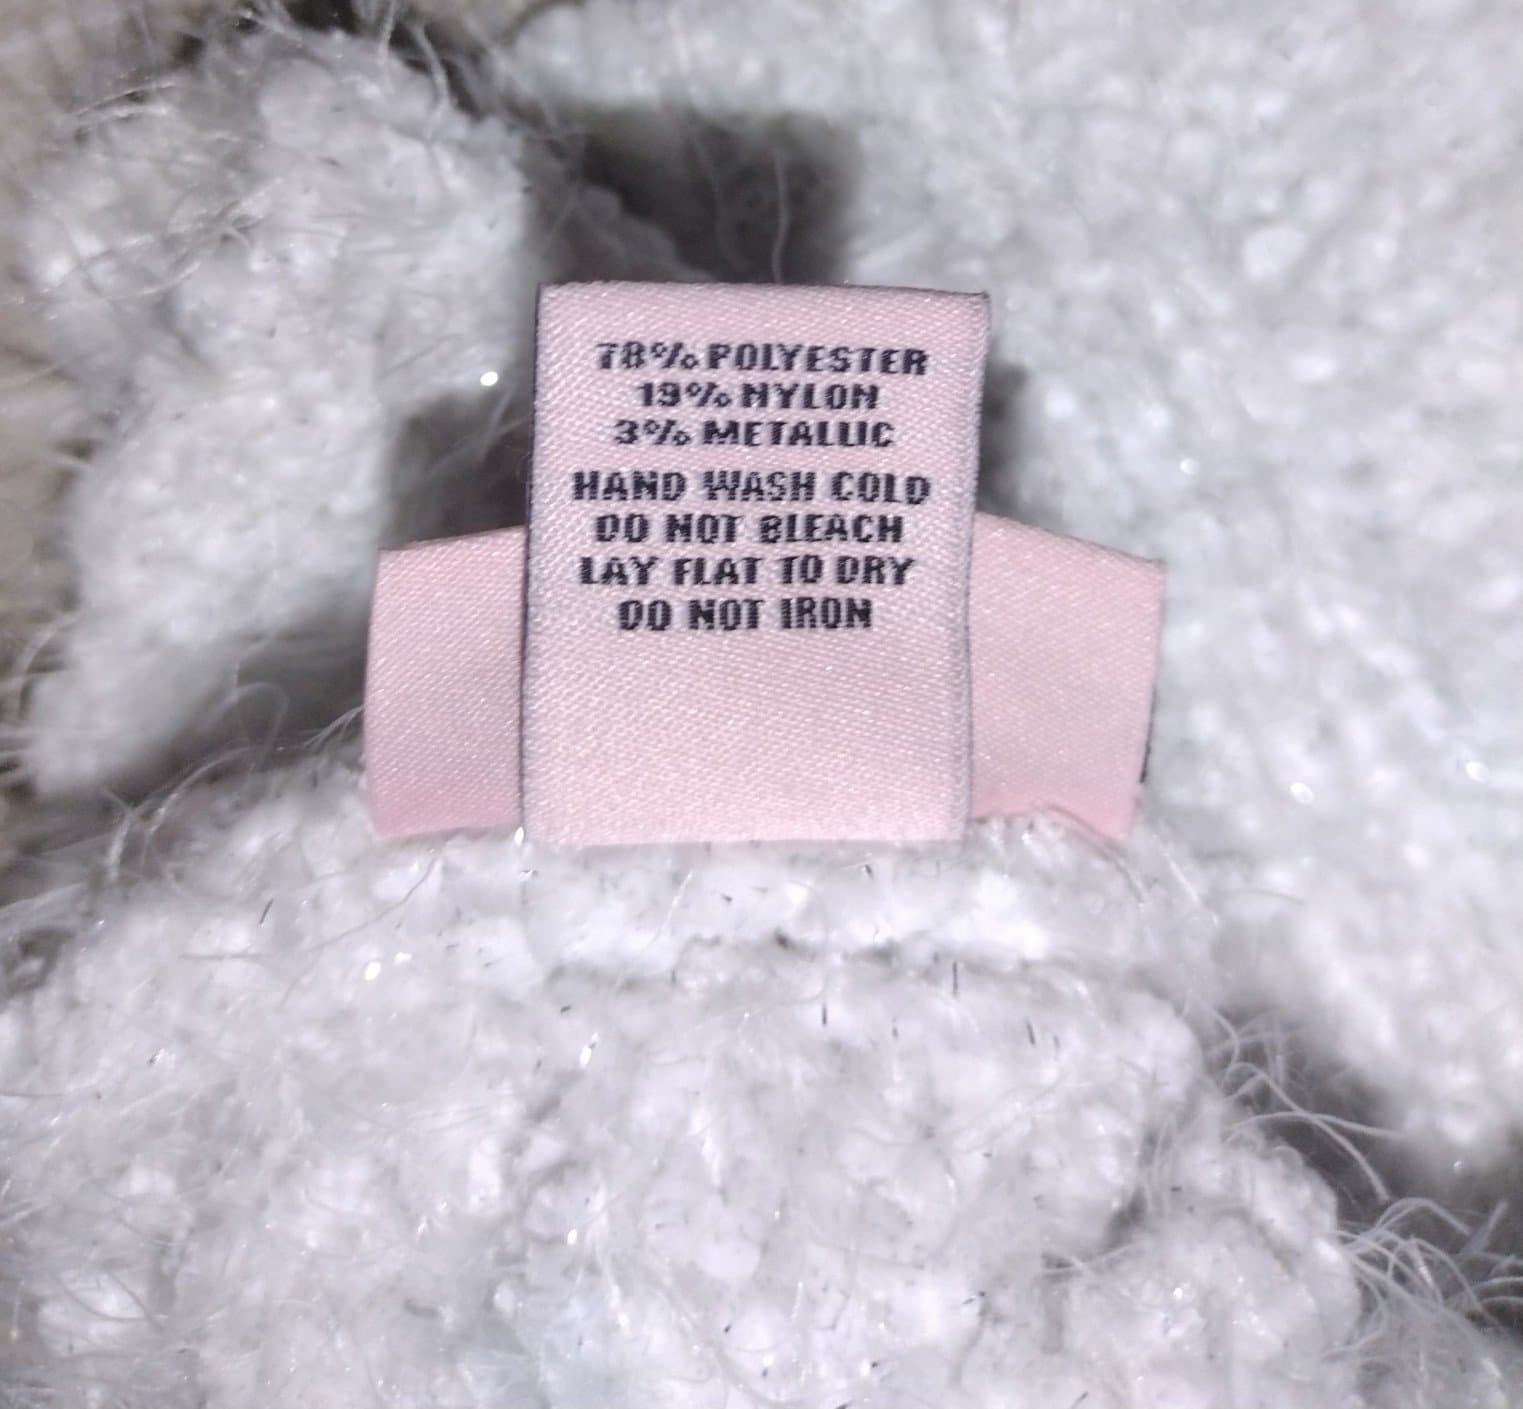 78% POLYESTER
19% NYLON
3% METALLIC
HAND WASH COLD
DO NOT BLEACH
LAY FLAT TO DRY
DO NOT IRON